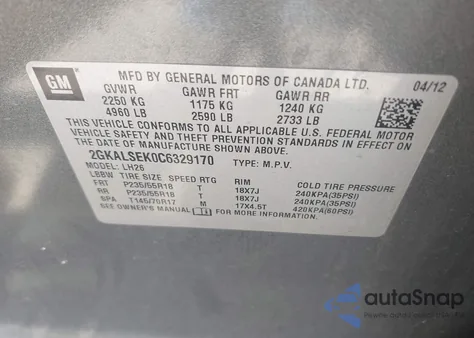 GM
MFD BY GENERAL MOTORS OF CANADA LTD. 04/12
GVWR GAWR FRT GAWR RR
2250 KG 1175 KG 1240 KG
4960 LB 2590 LB 2733 LB
THIS VEHICLE CONFORMS TO ALL APPLICABLE U.S. FEDERAL MOTOR
VEHICLE SAFETY AND THEFT PREVENTION STANDARDS IN EFFECT ON
THE DATE OF MANUFACTURE SHOWN ABOVE.
2GKALSEK0C6329170 TYPE: M.P.V.
MODEL: LH26
LBBW TIRE SIZE SPEED RTG RIM COLD TIRE PRESSURE
FRT P235/55R18 T 18X7J 240KPA(35PSI)
RR P235/55R18 T 18X7J 240KPA(35PSI)
SPA T145/70R17 M 17X4.5T 420KPA(60PSI)
SEE OWNER'S MANUAL
autoSnap